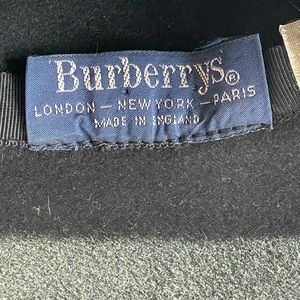 Burberrys®
LONDON – NEW YORK – PARIS
MADE IN ENGLAND